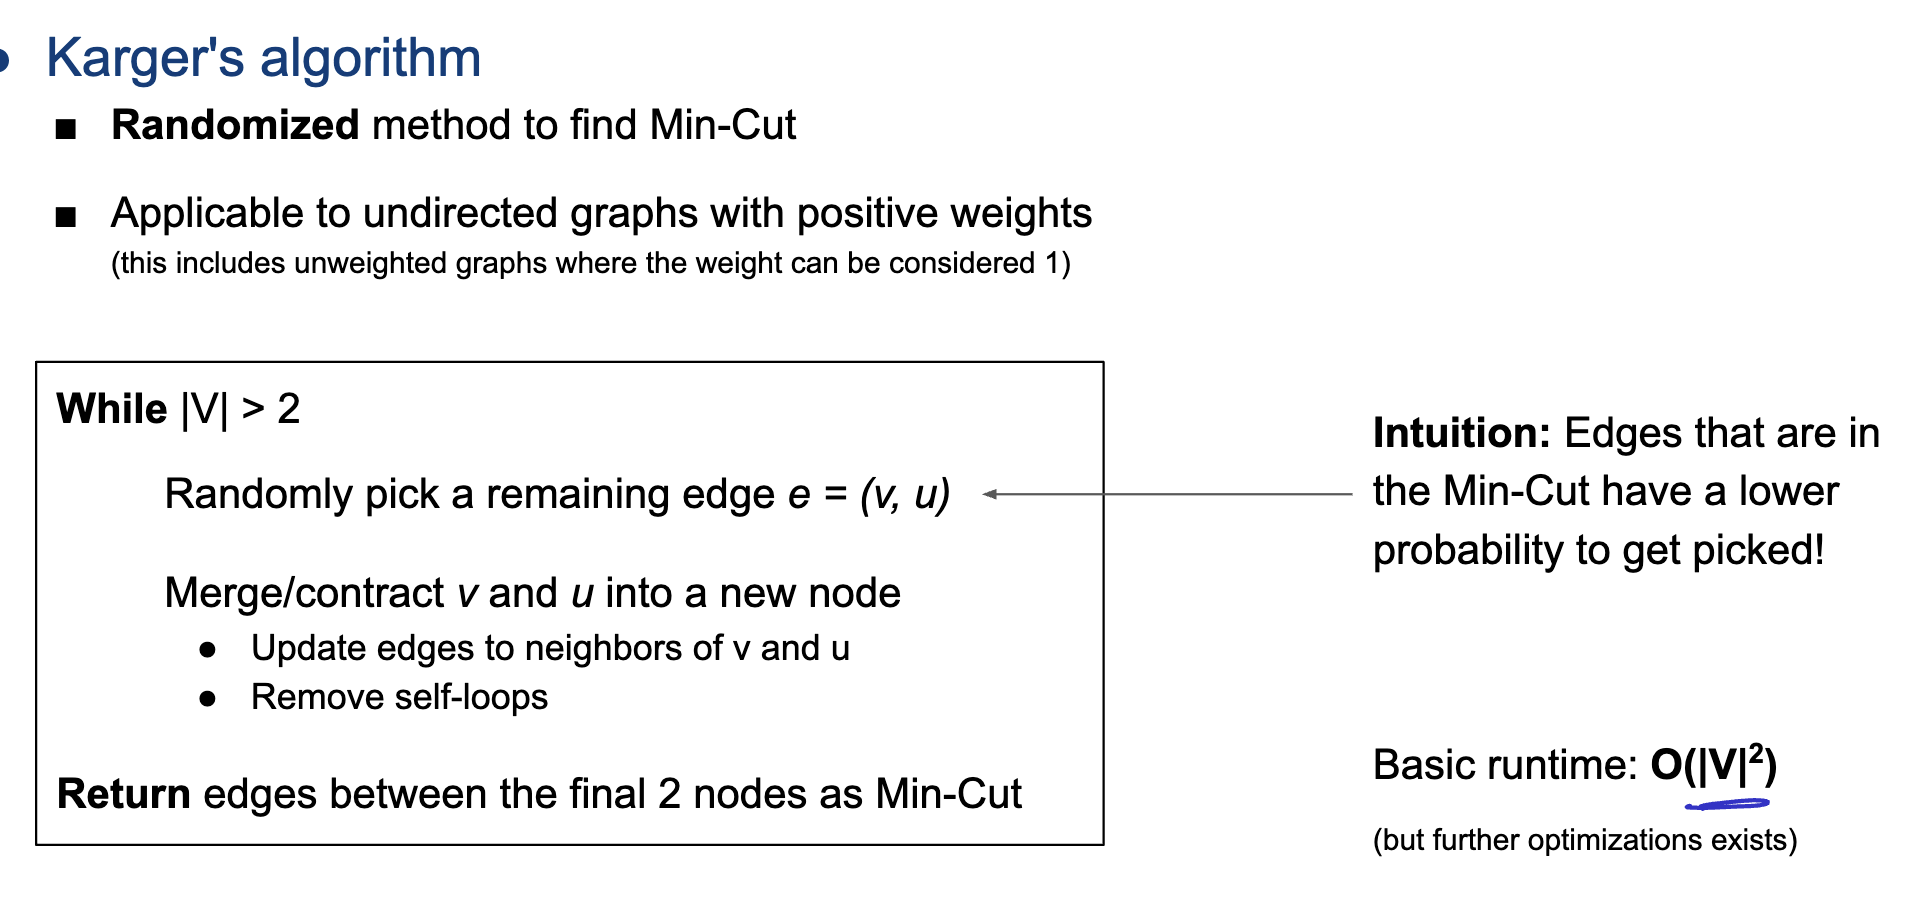 Karger's algorithm
Randomized method to find Min-Cut
Applicable to undirected graphs with positive weights
(this includes unweighted graphs where the weight can be considered 1)
While |V| > 2
Randomly pick a remaining edge e = (v, u)
Merge/contract v and u into a new node
Update edges to neighbors of v and u
Remove self-loops
Return edges between the final 2 nodes as Min-Cut
Intuition: Edges that are in
the Min-Cut have a lower
probability to get picked!
Basic runtime: O(|V|²)
(but further optimizations exists)